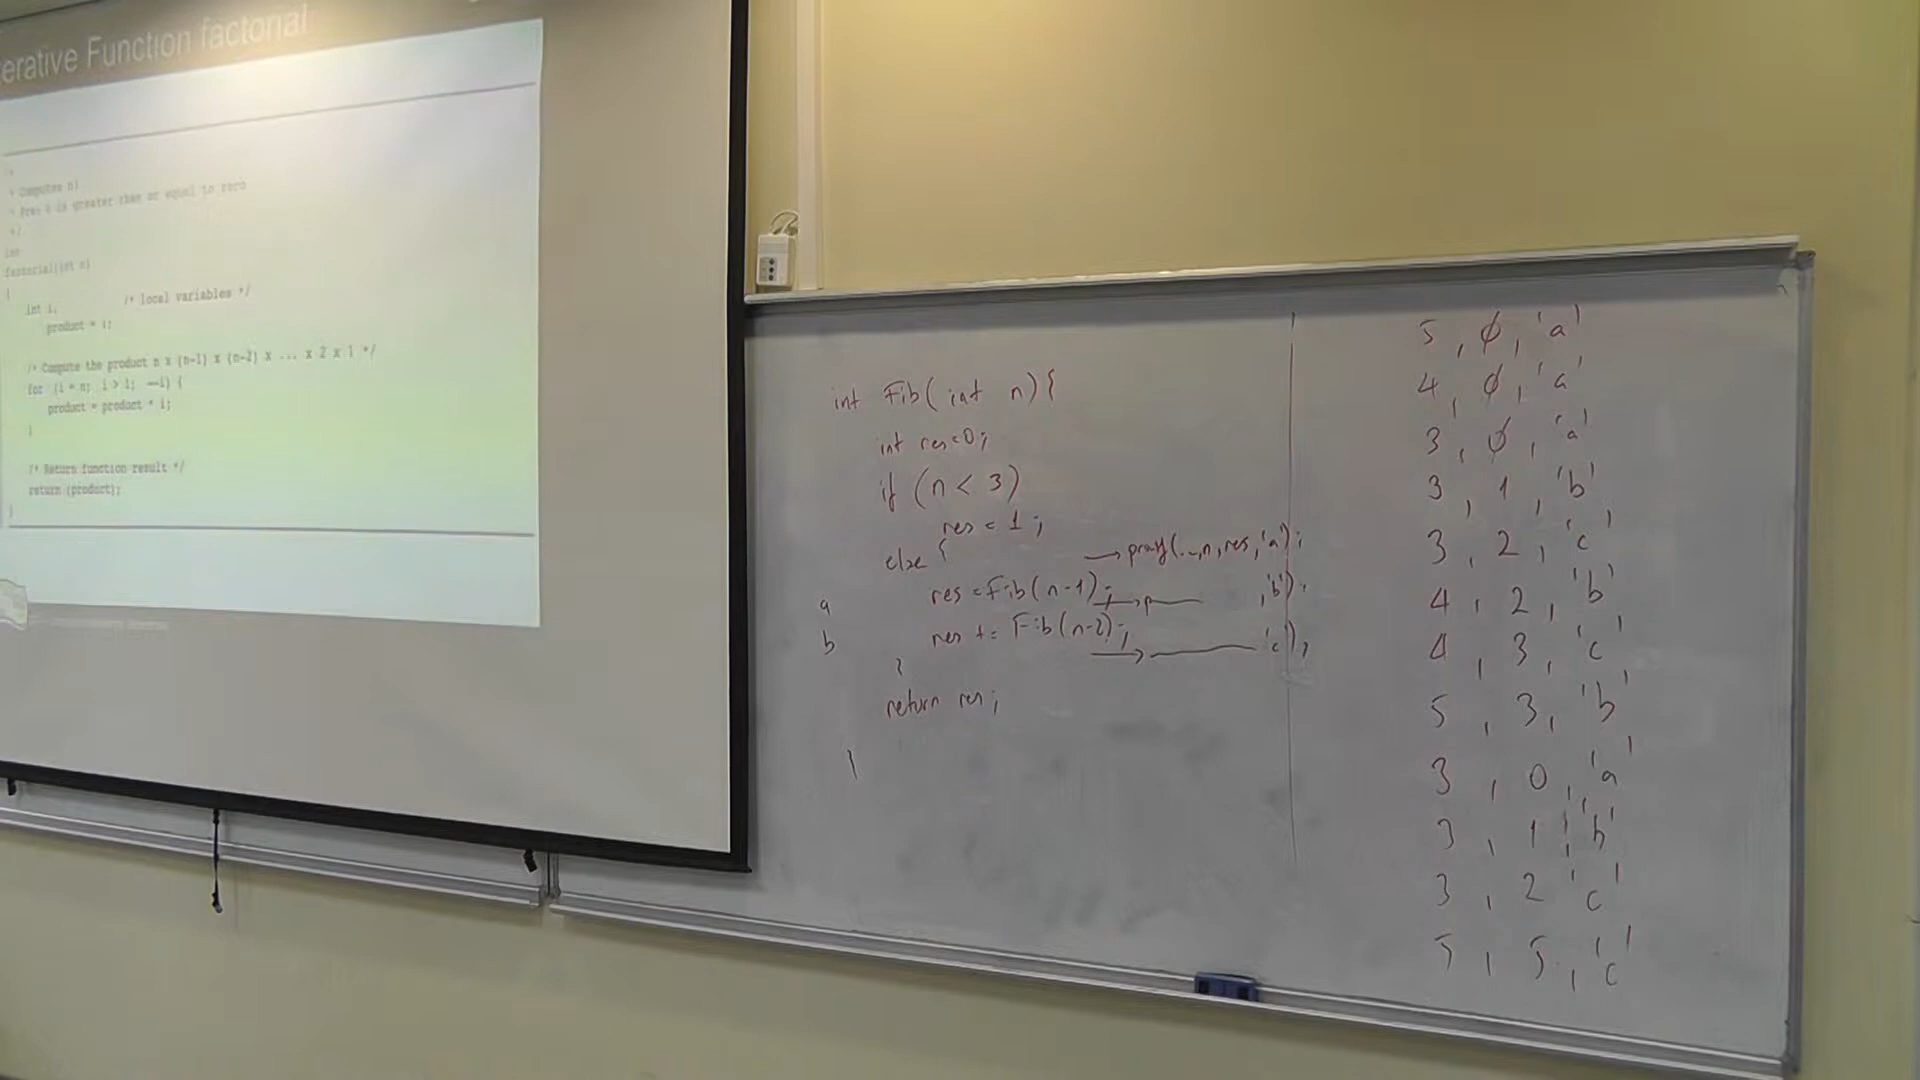 erative Function factorial
* Computes n!
* Pre: n is greater than or equal to zero
*/
int
factorial(int n)
{
int i, /* local variables */
product = 1;
/* Compute the product n x (n-1) x (n-2) x ... x 2 x 1 */
for (i = n; i > 1; --i) {
product = product * i;
}
/* Return function result */
return (product);
}
int Fib(int n){
int res=0;
if (n < 3)
res = 1;
else {
→ (..,n,res,'a');
a res = Fib(n-1); → p ,'b');
b res += Fib(n-2); → 'c');
}
return res;
}
5, 0, 'a'
4, 0, 'a'
3, 0, 'a'
3, 1, 'b'
3, 2, 'c'
4, 2, 'b'
4, 3, 'c'
5, 3, 'b'
3, 0, 'a'
3, 1, 'b'
3, 2 'c'
5, 5, 'c'